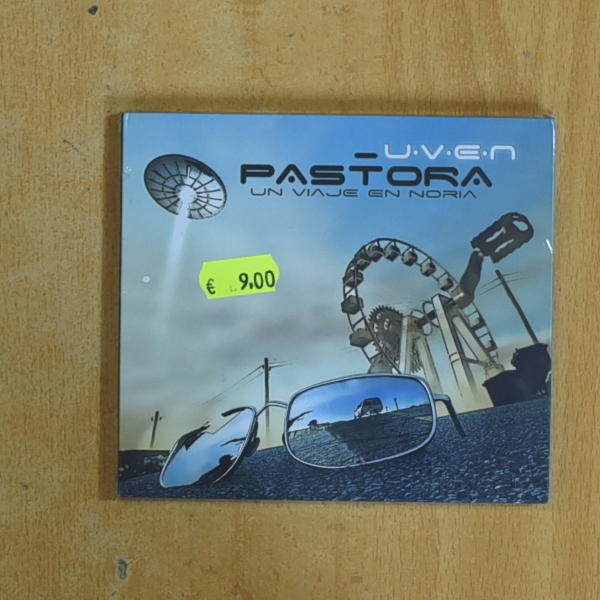 U·V·E·N
PASTORA
UN VIAJE EN NORIA
€ 9,00